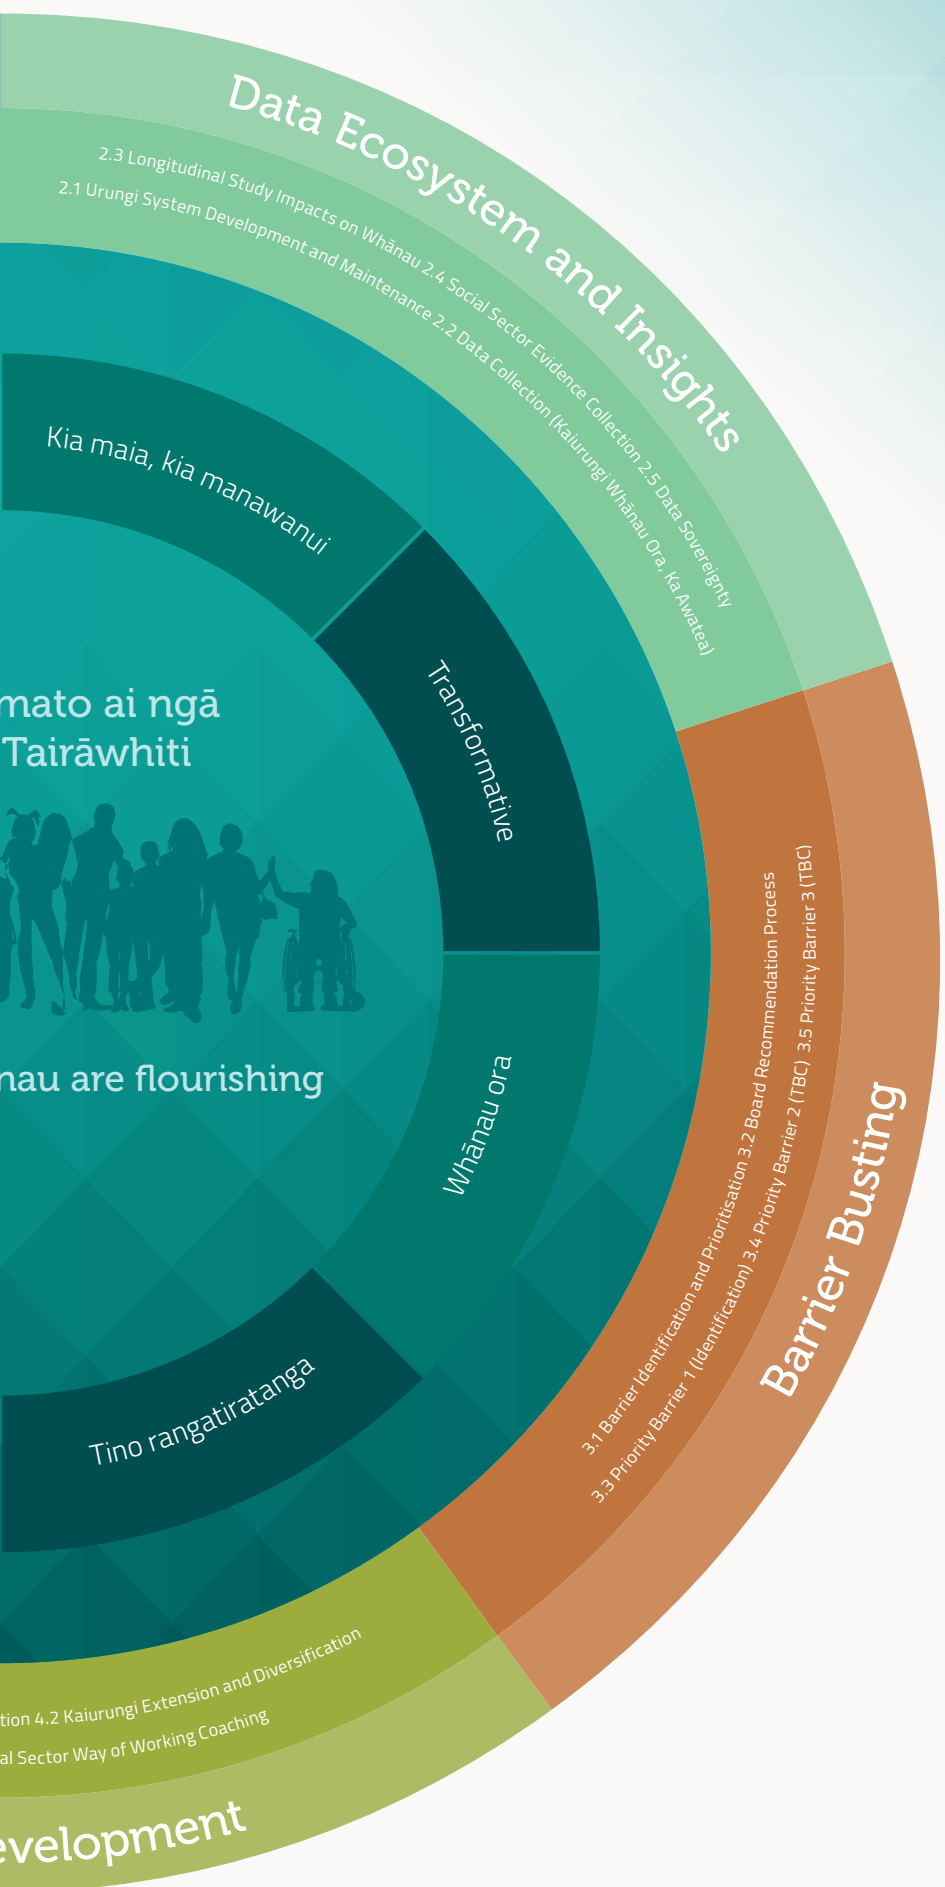 Data Ecosystem and Insights
2.3 Longitudinal Study Impacts on Whānau 2.4 Social Sector Evidence Collection 2.5 Data Sovereignty
2.1 Urungi System Development and Maintenance 2.2 Data Collection (Kaiurungi Whānau Ora, Ka Awatea)
Kia maia, kia manawanui
Transformative
mato ai ngā
Tairāwhiti
nau are flourishing
Whānau ora
Tino rangatiratanga
3.1 Barrier Identification and Prioritisation 3.2 Board Recommendation Process
3.3 Priority Barrier 1 (Identification) 3.4 Priority Barrier 2 (TBC) 3.5 Priority Barrier 3 (TBC)
Barrier Busting
tion 4.2 Kaiurungi Extension and Diversification
al Sector Way of Working Coaching
evelopment